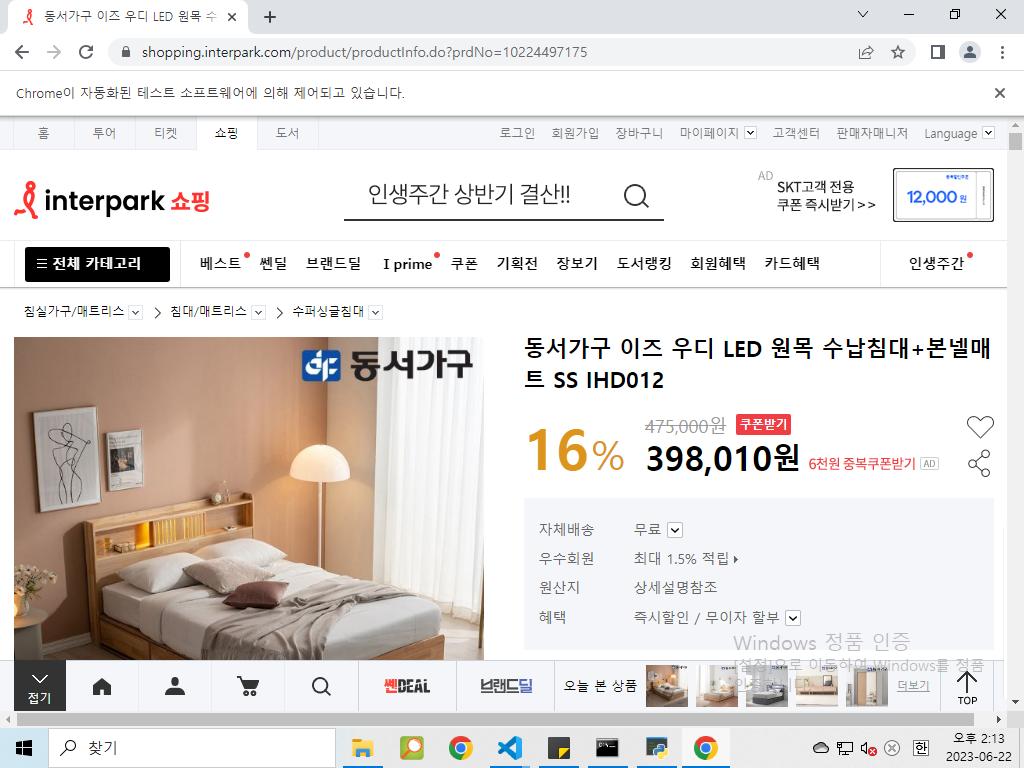 동서가구 이즈 우디 LED 원목 수
shopping.interpark.com/product/productInfo.do?prdNo=10224497175
Chrome이 자동화된 테스트 소프트웨어에 의해 제어되고 있습니다.
홈 투어 티켓 쇼핑 도서 로그인 회원가입 장바구니 마이페이지 고객센터 판매자매니저 Language
interpark 쇼핑 인생주간 상반기 결산!!
AD SKT고객 전용
쿠폰 즉시받기 >>
12,000원
전체 카테고리 베스트 쎈딜 브랜드딜 I prime 쿠폰 기획전 장보기 도서랭킹 회원혜택 카드혜택 인생주간
침실가구/매트리스 침대/매트리스 수퍼싱글침대
동서가구
동서가구 이즈 우디 LED 원목 수납침대+본넬매
트 SS IHD012
16% 475,000원 쿠폰받기
398,010원 6천원 중복쿠폰받기 AD
자체배송 무료
우수회원 최대 1.5% 적립
원산지 상세설명참조
혜택 즉시할인 / 무이자 할부
Windows 정품 인증
[설정]으로 이동하여 Windows를 정품
접기 쎈DEAL 브랜드딜 오늘 본 상품 더보기 TOP
찾기 한 오후 2:13
2023-06-22